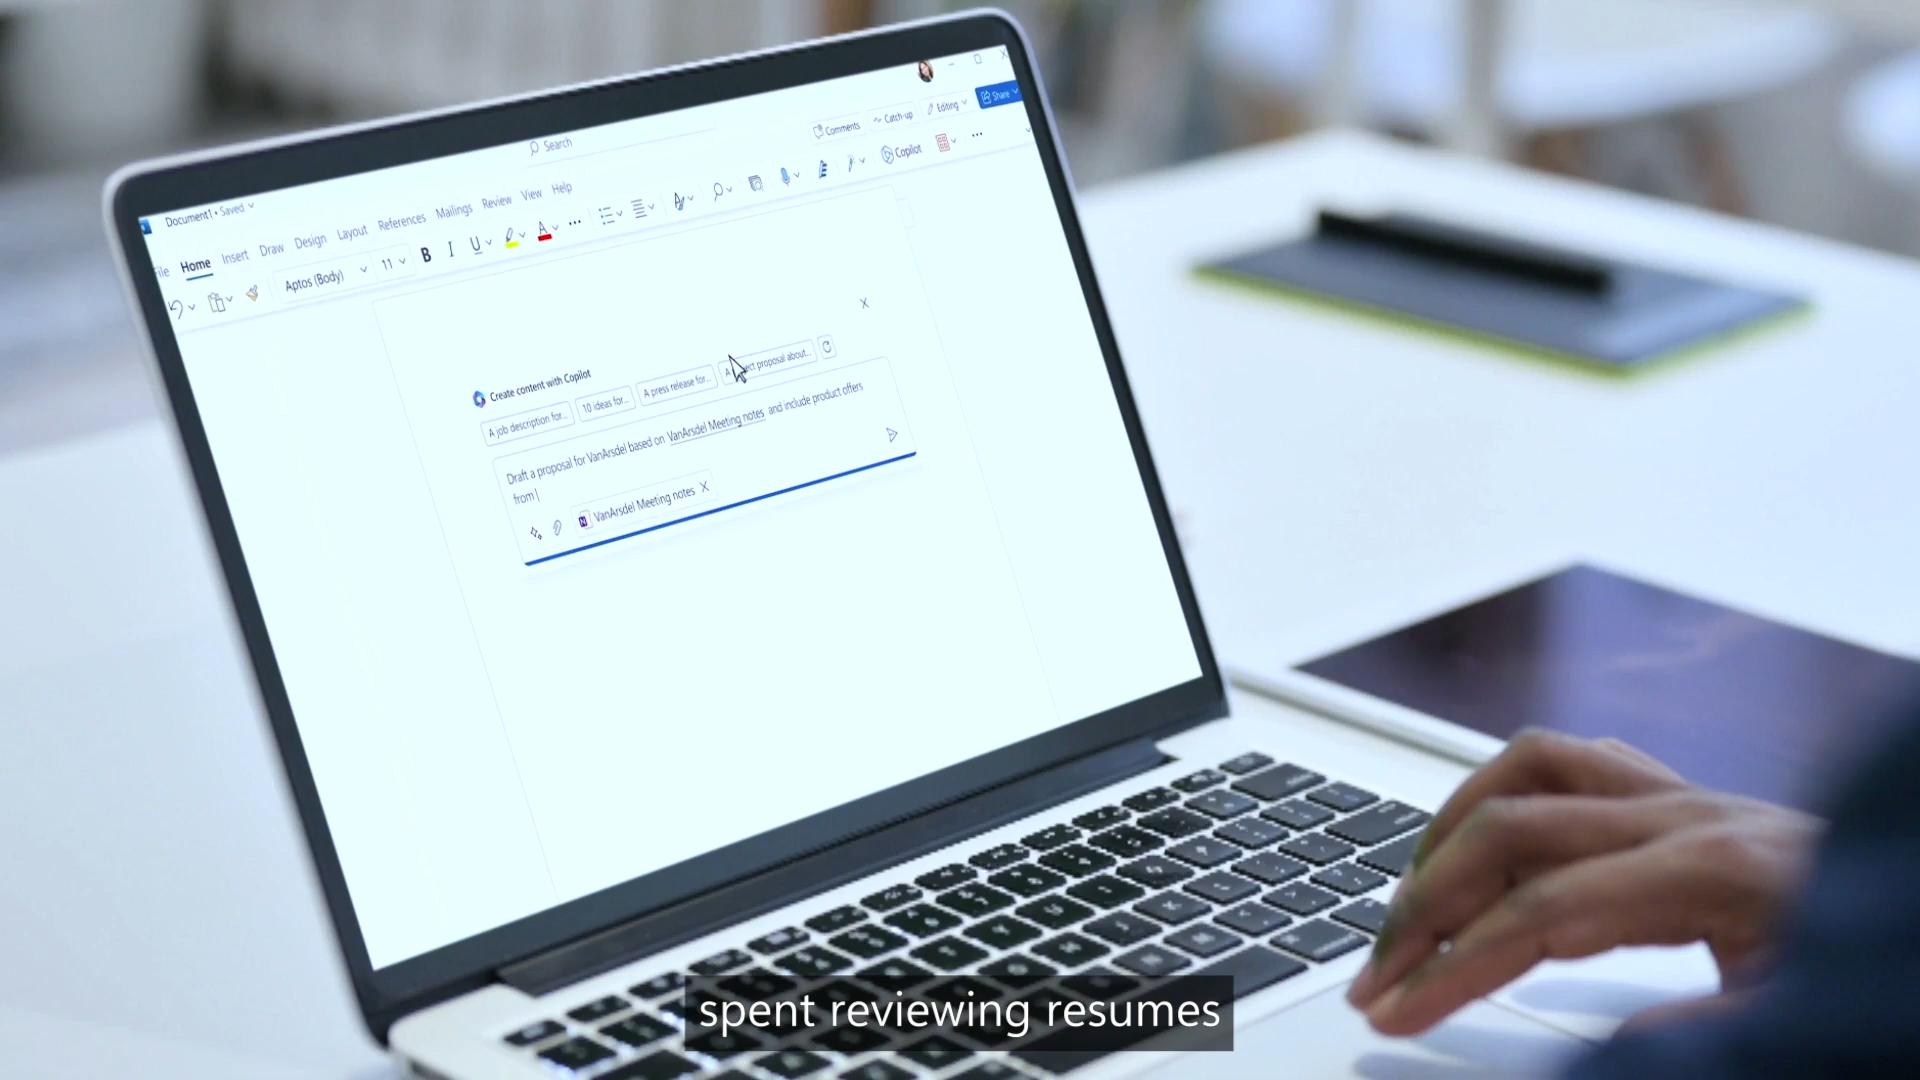 Document1 • Saved
Search
Comments
Catch-up
Editing
Share
Home
Insert
Draw
Design
Layout
References
Mailings
Review
View
Help
Aptos (Body)
11
B
I
U
A
Copilot
Create content with Copilot
A job description for...
10 ideas for...
A press release for...
proposal about...
Draft a proposal for VanArsdel based on VanArsdel Meeting notes and include product offers
from
N
VanArsdel Meeting notes
spent reviewing resumes